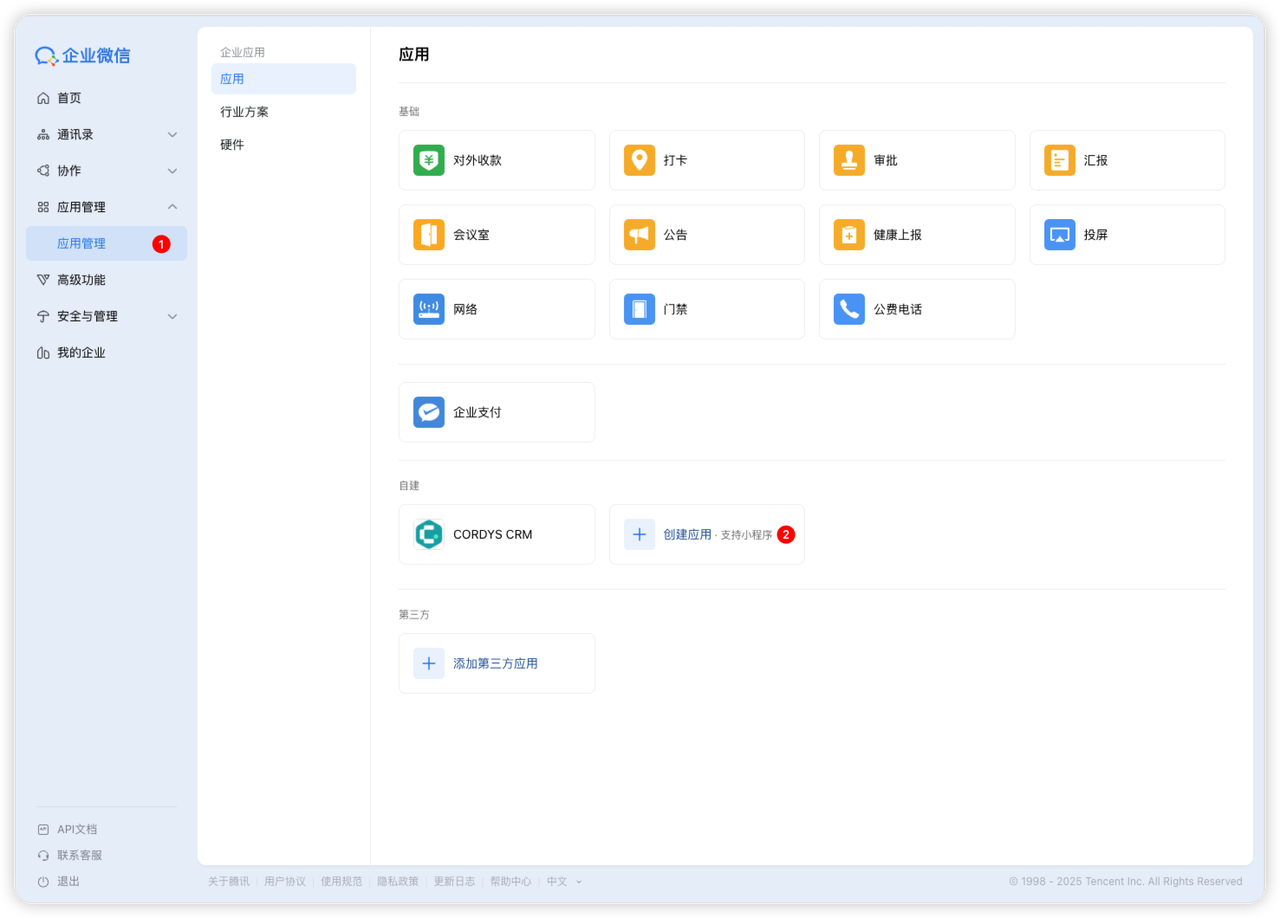 企业微信
首页
通讯录
协作
应用管理
应用管理 1
高级功能
安全与管理
我的企业
API文档
联系客服
退出
企业应用
应用
行业方案
硬件
应用
基础
对外收款
打卡
审批
汇报
会议室
公告
健康上报
投屏
网络
门禁
公费电话
企业支付
自建
CORDYS CRM
创建应用 · 支持小程序 2
第三方
添加第三方应用
关于腾讯 用户协议 使用规范 隐私政策 更新日志 帮助中心 中文
© 1998 - 2025 Tencent Inc. All Rights Reserved